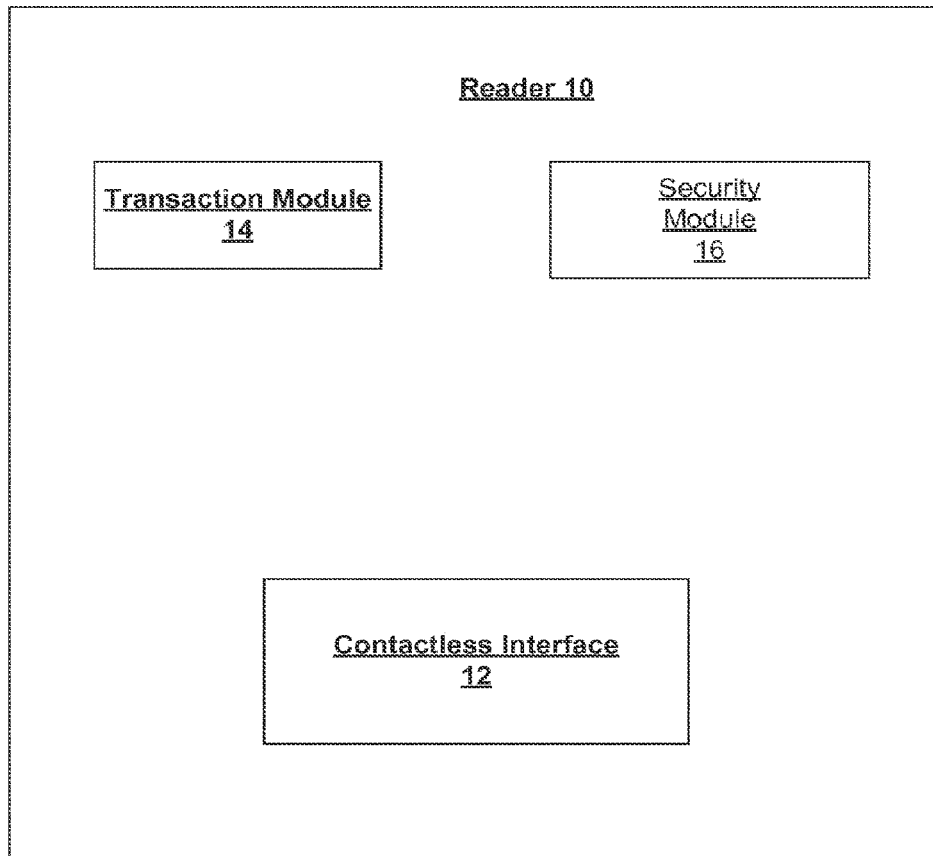 Reader 10
Transaction Module
14
Security
Module
16
Contactless Interface
12